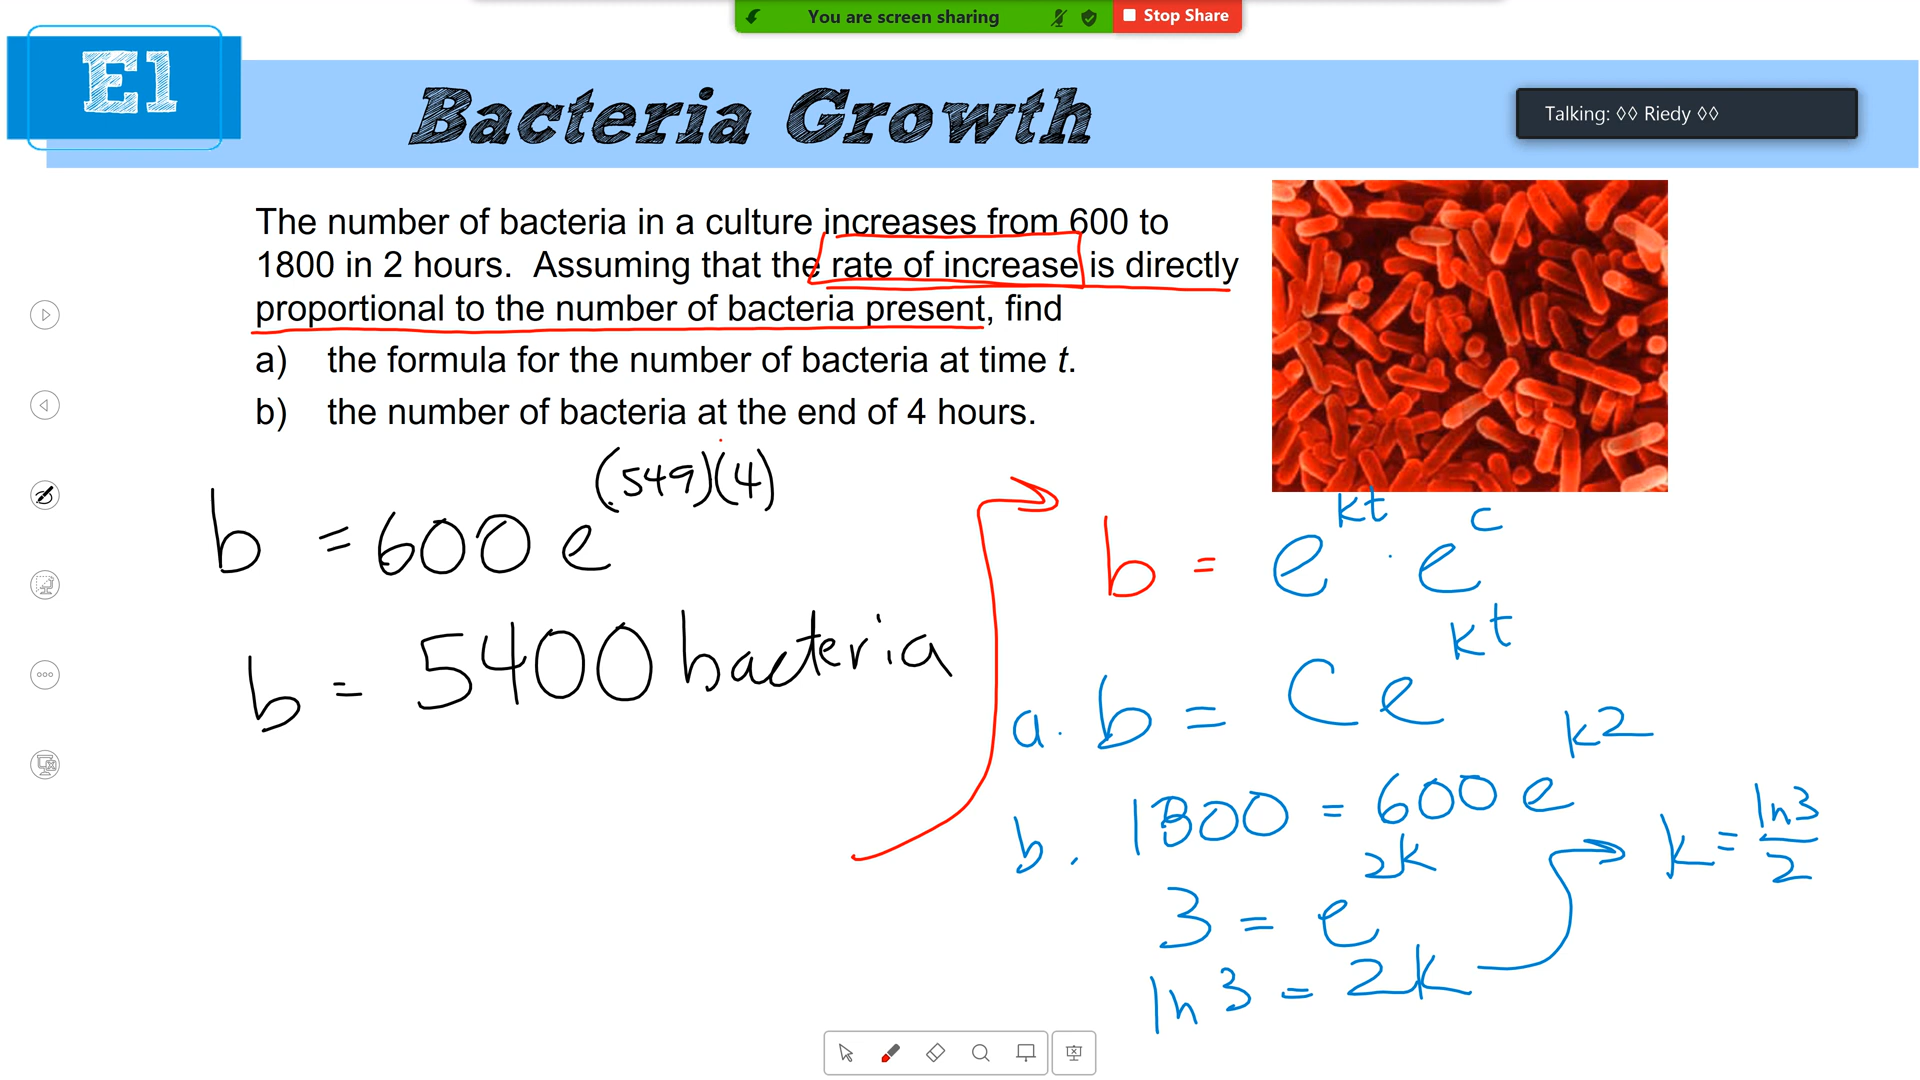 You are screen sharing
Stop Share
E1
Bacteria Growth
Talking: ◊◊ Riedy ◊◊
The number of bacteria in a culture increases from 600 to
1800 in 2 hours. Assuming that the rate of increase is directly
proportional to the number of bacteria present, find
a) the formula for the number of bacteria at time t.
b) the number of bacteria at the end of 4 hours.
b = 600 e^(.549)(4)
b = 5400 bacteria
b = e^kt · e^c
a. b = C e^kt
b. 1800 = 600 e^k2
3 = e^2k
ln 3 = 2k
k = ln3/2